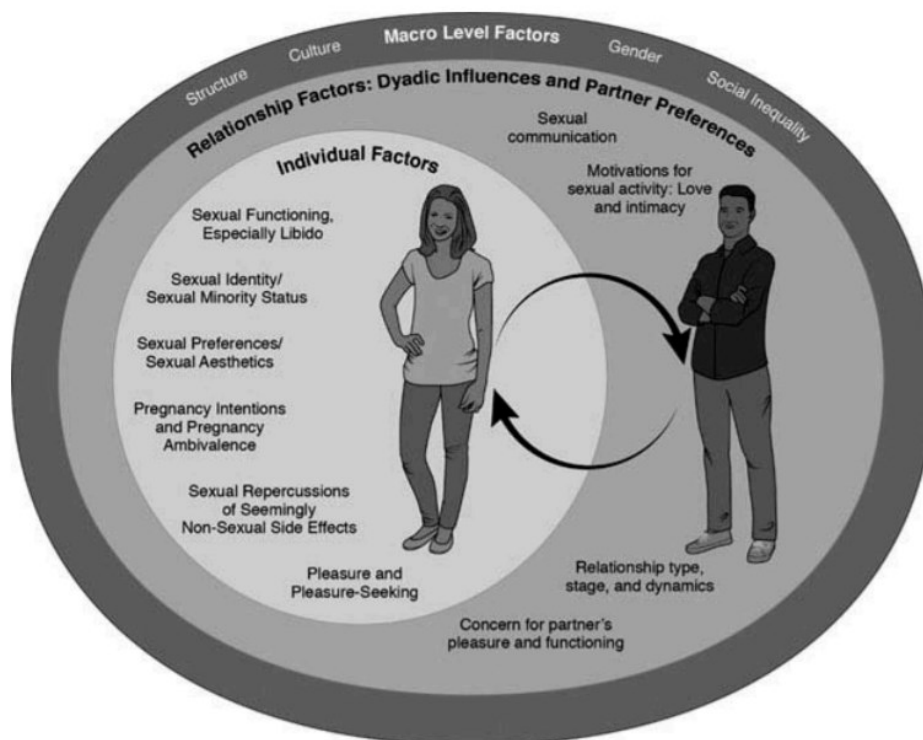 Structure
Culture
Macro Level Factors
Gender
Social Inequality
Relationship Factors: Dyadic Influences and Partner Preferences
Sexual
communication
Motivations for
sexual activity: Love
and intimacy
Individual Factors
Sexual Functioning,
Especially Libido
Sexual Identity/
Sexual Minority Status
Sexual Preferences/
Sexual Aesthetics
Pregnancy Intentions
and Pregnancy
Ambivalence
Sexual Repercussions
of Seemingly
Non-Sexual Side Effects
Pleasure and
Pleasure-Seeking
Relationship type,
stage, and dynamics
Concern for partner's
pleasure and functioning